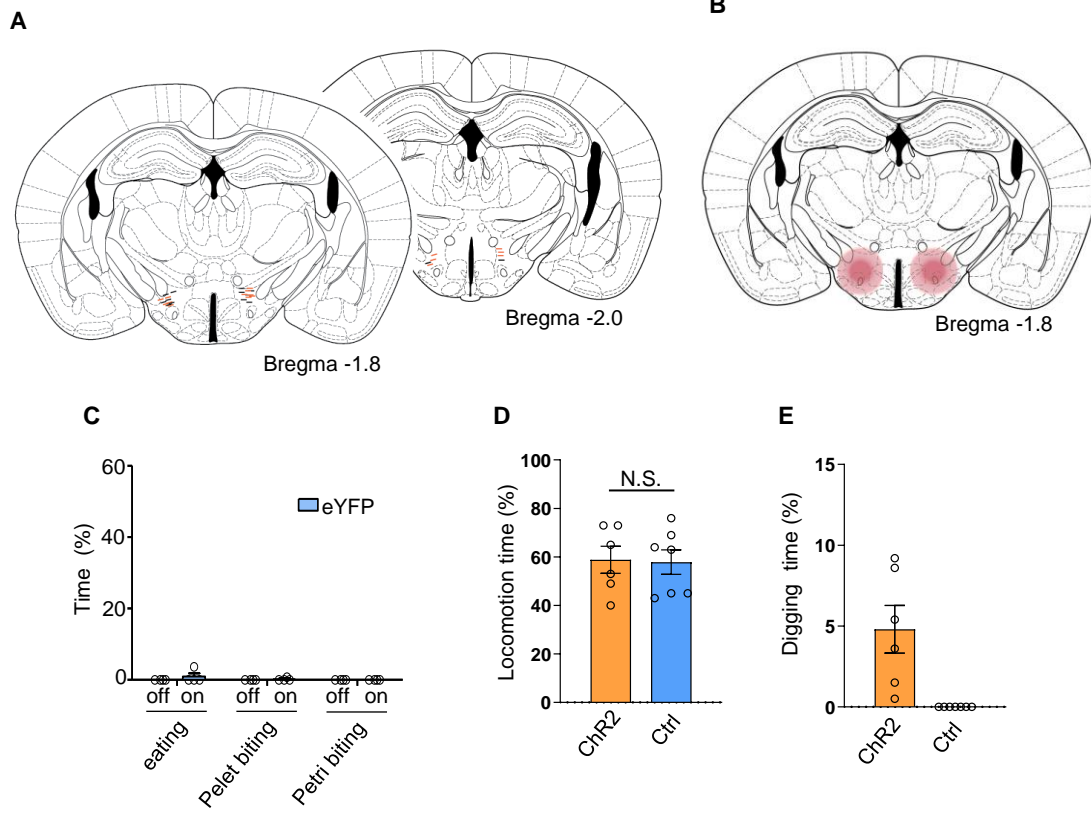 A
B
Bregma -1.8
Bregma -2.0
Bregma -1.8
C
Time (%)
60
40
20
0
eYFP
off on off on off on
eating
Pelet biting
Petri biting
D
Locomotion time (%)
100
80
60
40
20
0
N.S.
ChR2
Ctrl
E
Digging time (%)
15
10
5
0
ChR2
Ctrl